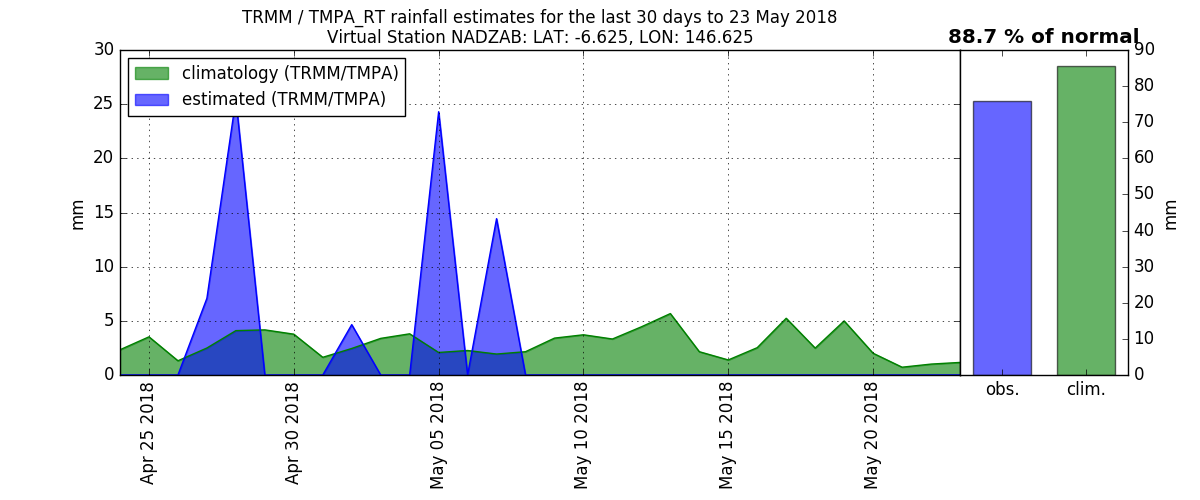 TRMM / TMPA_RT rainfall estimates for the last 30 days to 23 May 2018
Virtual Station NADZAB: LAT: -6.625, LON: 146.625
88.7 % of normal
climatology (TRMM/TMPA)
estimated (TRMM/TMPA)
30
25
20
15
10
5
0
mm
Apr 25 2018
Apr 30 2018
May 05 2018
May 10 2018
May 15 2018
May 20 2018
obs.
clim.
90
80
70
60
50
40
30
20
10
0
mm